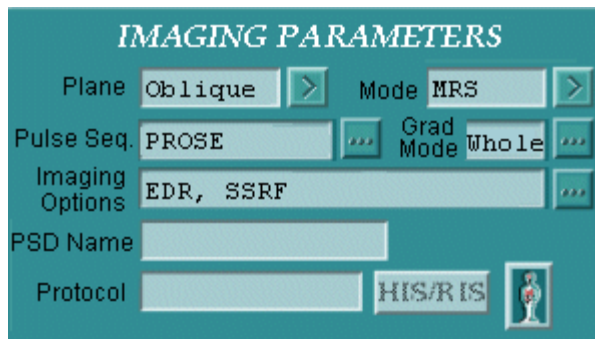 IMAGING PARAMETERS
Plane Oblique > Mode MRS >
Pulse Seq. PROSE ... Grad Mode Whole ...
Imaging Options EDR, SSRF ...
PSD Name
Protocol HIS/RIS